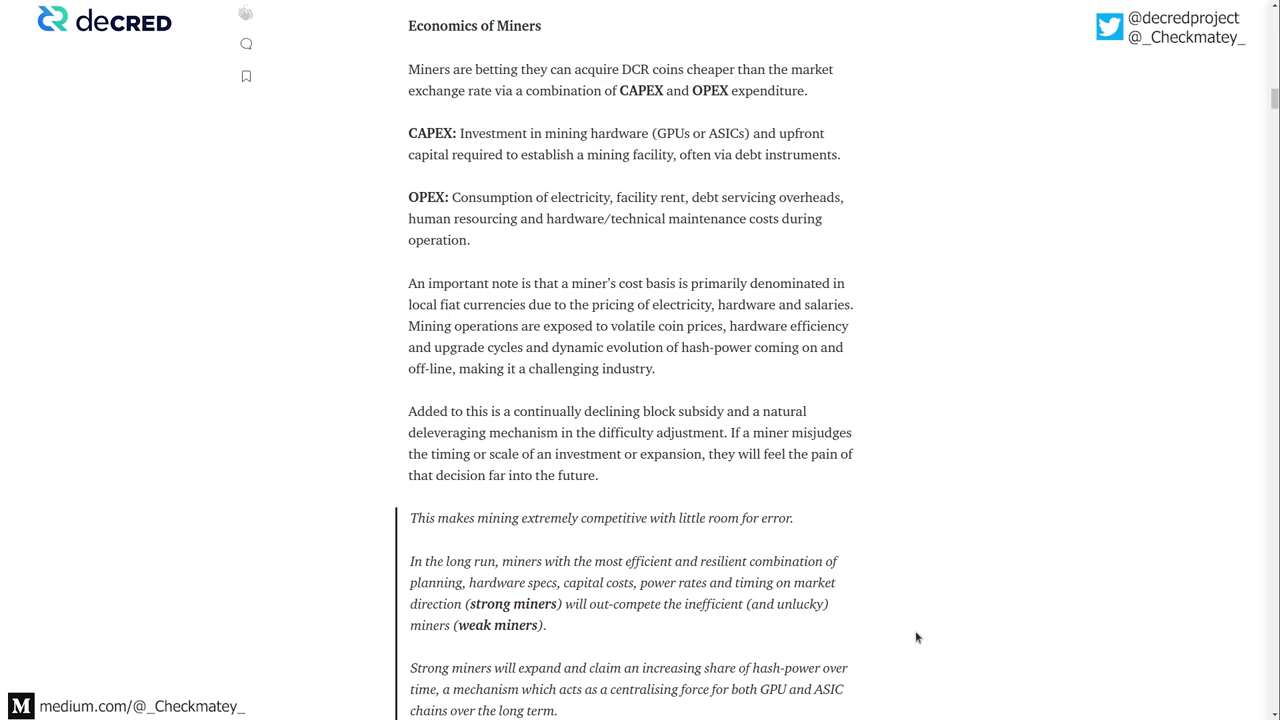 deCRED
@decredproject
@_Checkmatey_
Economics of Miners
Miners are betting they can acquire DCR coins cheaper than the market
exchange rate via a combination of CAPEX and OPEX expenditure.
CAPEX: Investment in mining hardware (GPUs or ASICs) and upfront
capital required to establish a mining facility, often via debt instruments.
OPEX: Consumption of electricity, facility rent, debt servicing overheads,
human resourcing and hardware/technical maintenance costs during
operation.
An important note is that a miner’s cost basis is primarily denominated in
local fiat currencies due to the pricing of electricity, hardware and salaries.
Mining operations are exposed to volatile coin prices, hardware efficiency
and upgrade cycles and dynamic evolution of hash-power coming on and
off-line, making it a challenging industry.
Added to this is a continually declining block subsidy and a natural
deleveraging mechanism in the difficulty adjustment. If a miner misjudges
the timing or scale of an investment or expansion, they will feel the pain of
that decision far into the future.
This makes mining extremely competitive with little room for error.
In the long run, miners with the most efficient and resilient combination of
planning, hardware specs, capital costs, power rates and timing on market
direction (strong miners) will out-compete the inefficient (and unlucky)
miners (weak miners).
Strong miners will expand and claim an increasing share of hash-power over
time, a mechanism which acts as a centralising force for both GPU and ASIC
chains over the long term.
M medium.com/@_Checkmatey_